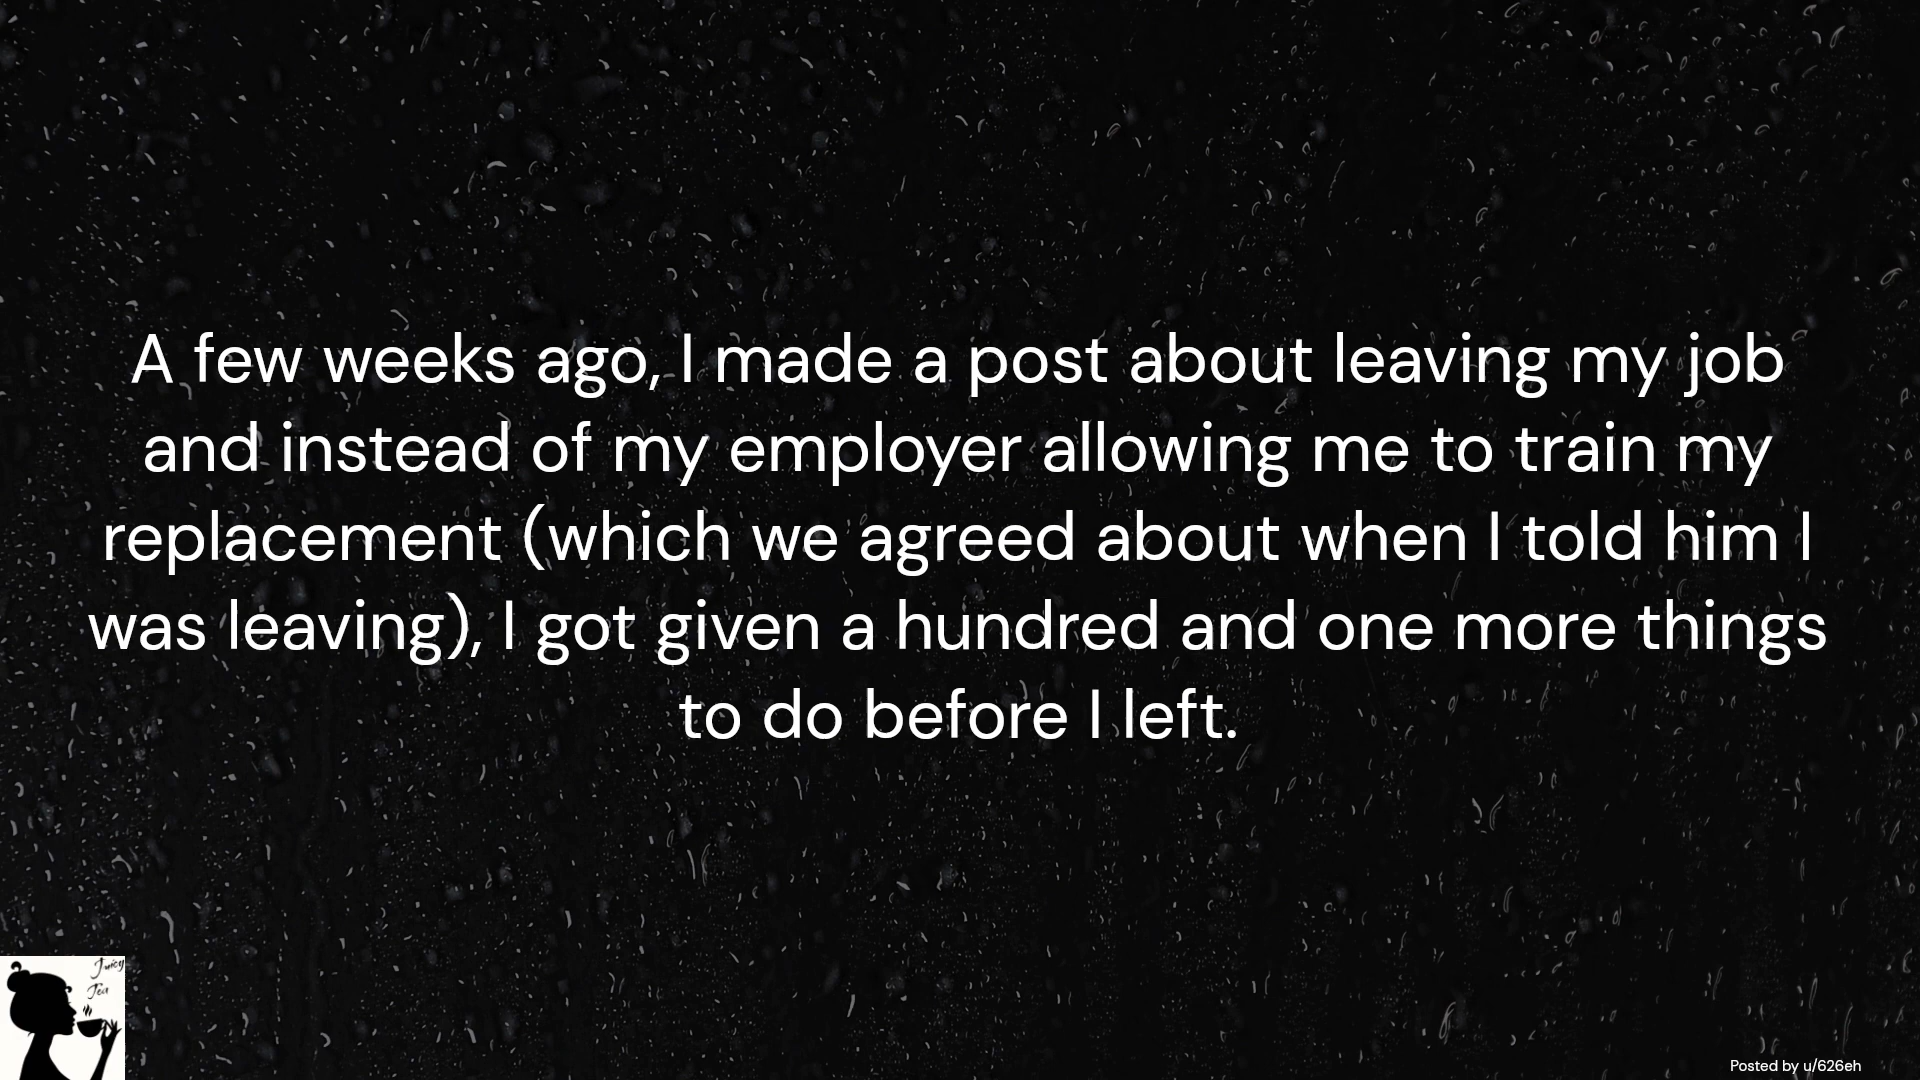 A few weeks ago, I made a post about leaving my job
and instead of my employer allowing me to train my
replacement (which we agreed about when I told him I
was leaving), I got given a hundred and one more things
to do before I left.
Juicy
Tea
Posted by u/626eh